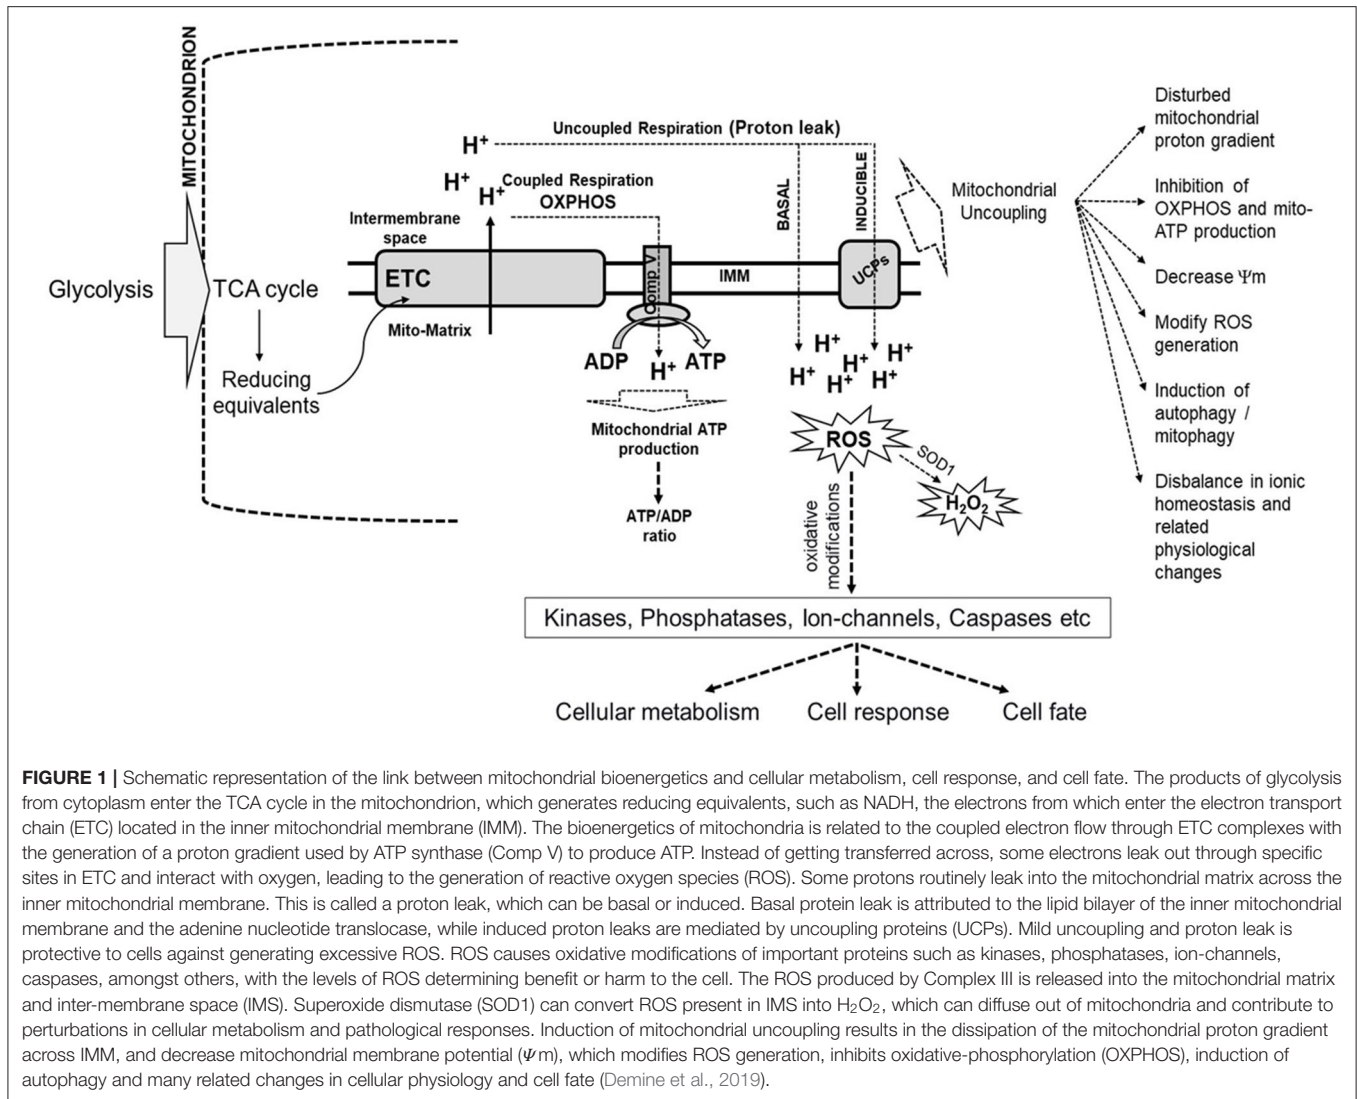 MITOCHONDRION
Glycolysis
TCA cycle
Reducing
equivalents
Uncoupled Respiration (Proton leak)
H⁺
H⁺
H⁺
Coupled Respiration
OXPHOS
Intermembrane
space
ETC
Mito-Matrix
Comp V
IMM
BASAL
INDUCIBLE
UCPs
ADP
H⁺
ATP
Mitochondrial ATP
production
ATP/ADP
ratio
H⁺
H⁺
H⁺
H⁺
H⁺
H⁺
ROS
SOD1
H₂O₂
oxidative
modifications
Mitochondrial
Uncoupling
Disturbed
mitochondrial
proton gradient
Inhibition of
OXPHOS and mito-
ATP production
Decrease Ψm
Modify ROS
generation
Induction of
autophagy /
mitophagy
Disbalance in ionic
homeostasis and
related
physiological
changes
Kinases, Phosphatases, Ion-channels, Caspases etc
Cellular metabolism
Cell response
Cell fate
FIGURE 1 | Schematic representation of the link between mitochondrial bioenergetics and cellular metabolism, cell response, and cell fate. The products of glycolysis
from cytoplasm enter the TCA cycle in the mitochondrion, which generates reducing equivalents, such as NADH, the electrons from which enter the electron transport
chain (ETC) located in the inner mitochondrial membrane (IMM). The bioenergetics of mitochondria is related to the coupled electron flow through ETC complexes with
the generation of a proton gradient used by ATP synthase (Comp V) to produce ATP. Instead of getting transferred across, some electrons leak out through specific
sites in ETC and interact with oxygen, leading to the generation of reactive oxygen species (ROS). Some protons routinely leak into the mitochondrial matrix across the
inner mitochondrial membrane. This is called a proton leak, which can be basal or induced. Basal protein leak is attributed to the lipid bilayer of the inner mitochondrial
membrane and the adenine nucleotide translocase, while induced proton leaks are mediated by uncoupling proteins (UCPs). Mild uncoupling and proton leak is
protective to cells against generating excessive ROS. ROS causes oxidative modifications of important proteins such as kinases, phosphatases, ion-channels,
caspases, amongst others, with the levels of ROS determining benefit or harm to the cell. The ROS produced by Complex III is released into the mitochondrial matrix
and inter-membrane space (IMS). Superoxide dismutase (SOD1) can convert ROS present in IMS into H₂O₂, which can diffuse out of mitochondria and contribute to
perturbations in cellular metabolism and pathological responses. Induction of mitochondrial uncoupling results in the dissipation of the mitochondrial proton gradient
across IMM, and decrease mitochondrial membrane potential (Ψm), which modifies ROS generation, inhibits oxidative-phosphorylation (OXPHOS), induction of
autophagy and many related changes in cellular physiology and cell fate (Demine et al., 2019).